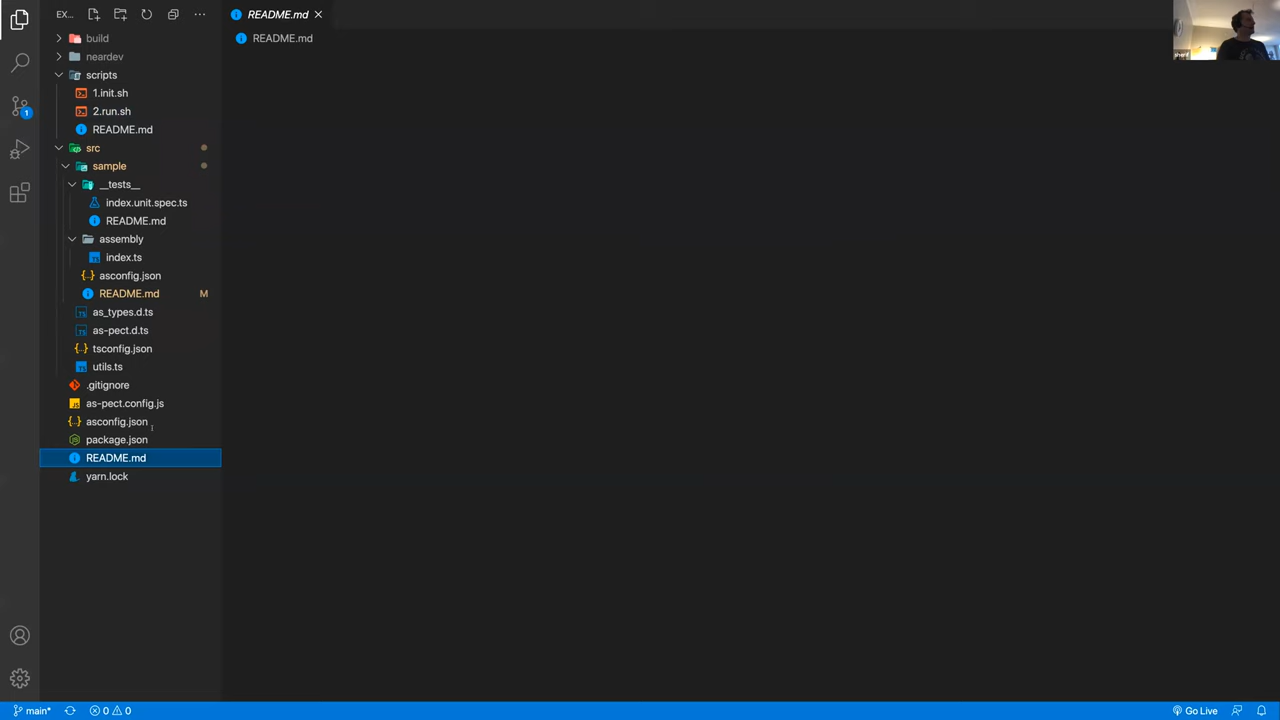 EX...
README.md
build
README.md
neardev
scripts
1.init.sh
2.run.sh
README.md
src
sample
__tests__
index.unit.spec.ts
README.md
assembly
index.ts
{..} asconfig.json
README.md M
as_types.d.ts
as-pect.d.ts
{..} tsconfig.json
utils.ts
.gitignore
as-pect.config.js
{..} asconfig.json
package.json
README.md
yarn.lock
1
main*
0 0
Go Live
sherif